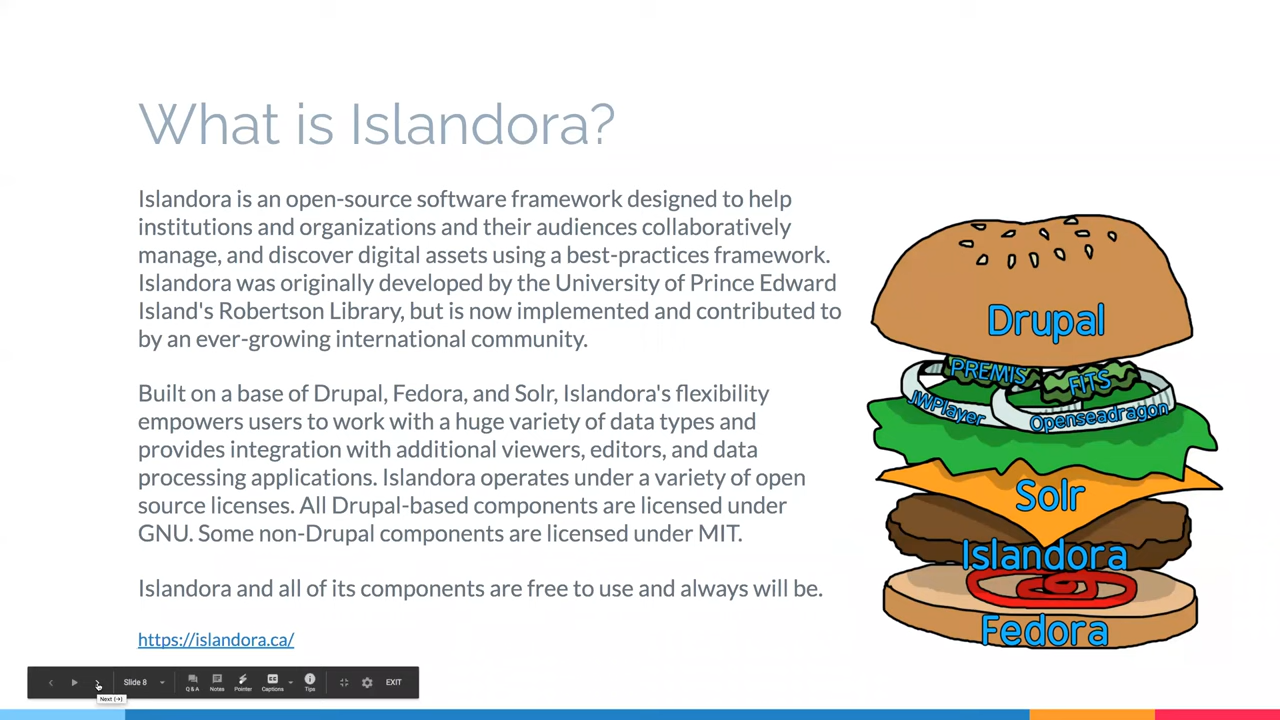 What is Islandora?
Islandora is an open-source software framework designed to help
institutions and organizations and their audiences collaboratively
manage, and discover digital assets using a best-practices framework.
Islandora was originally developed by the University of Prince Edward
Island's Robertson Library, but is now implemented and contributed to
by an ever-growing international community.
Built on a base of Drupal, Fedora, and Solr, Islandora's flexibility
empowers users to work with a huge variety of data types and
provides integration with additional viewers, editors, and data
processing applications. Islandora operates under a variety of open
source licenses. All Drupal-based components are licensed under
GNU. Some non-Drupal components are licensed under MIT.
Islandora and all of its components are free to use and always will be.
https://islandora.ca/
Drupal
PREMIS
FITS
JWPlayer
Openseadragon
Solr
Islandora
Fedora
Slide 8
Q & A
Notes
Pointer
Captions
Tips
EXIT
Next (→)